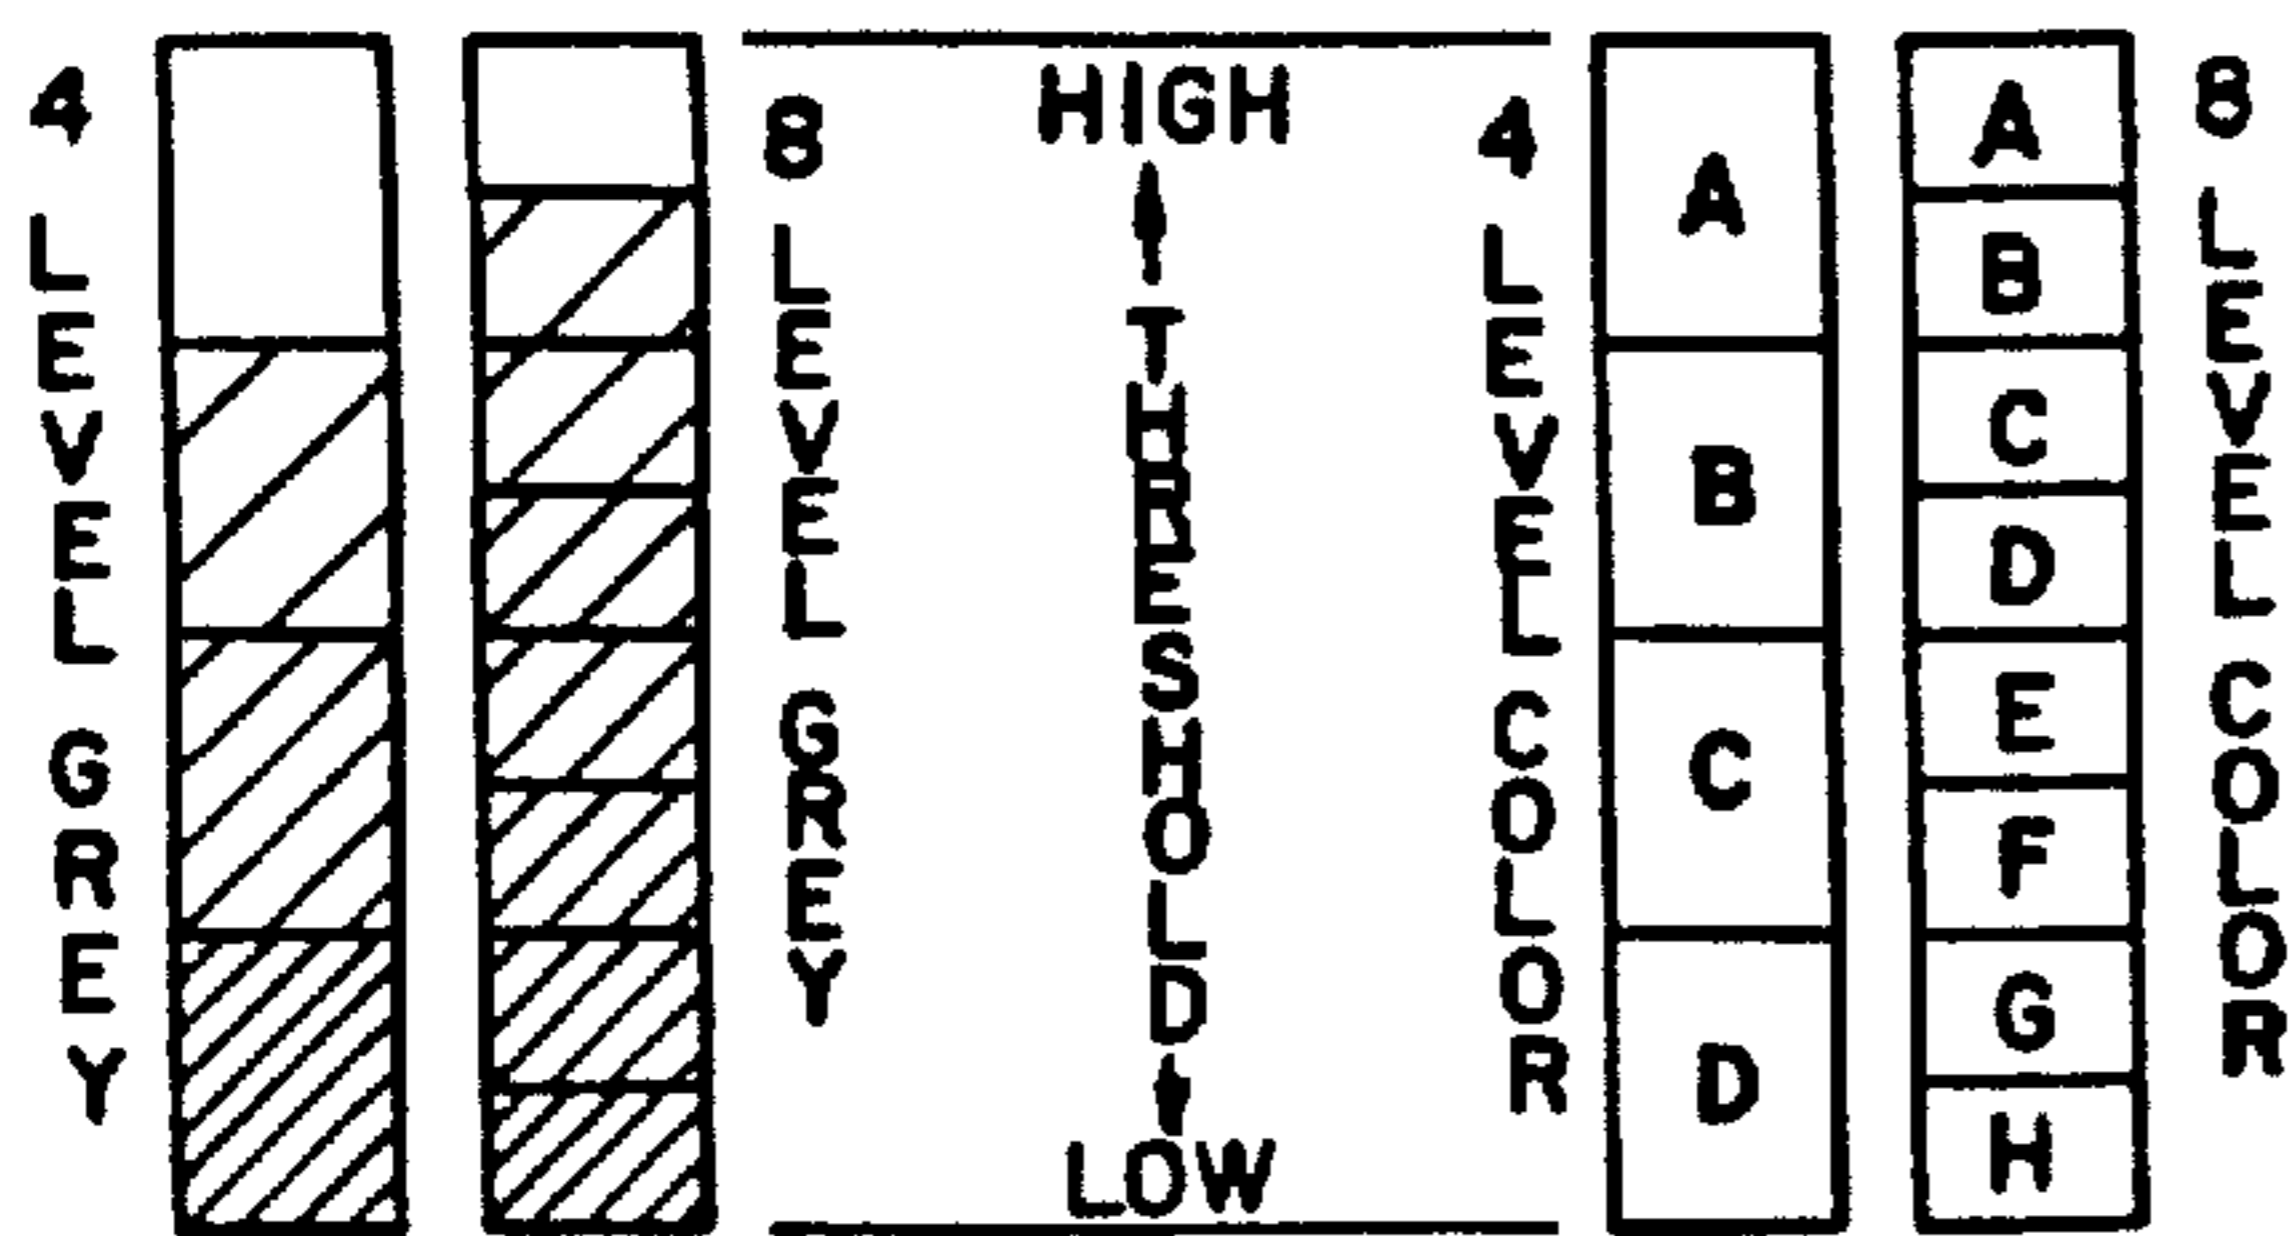 4 LEVEL GREY
8 LEVEL GREY
HIGH
THRESHOLD
LOW
4 LEVEL COLOR
A
B
C
D
A
B
C
D
E
F
G
H
8 LEVEL COLOR